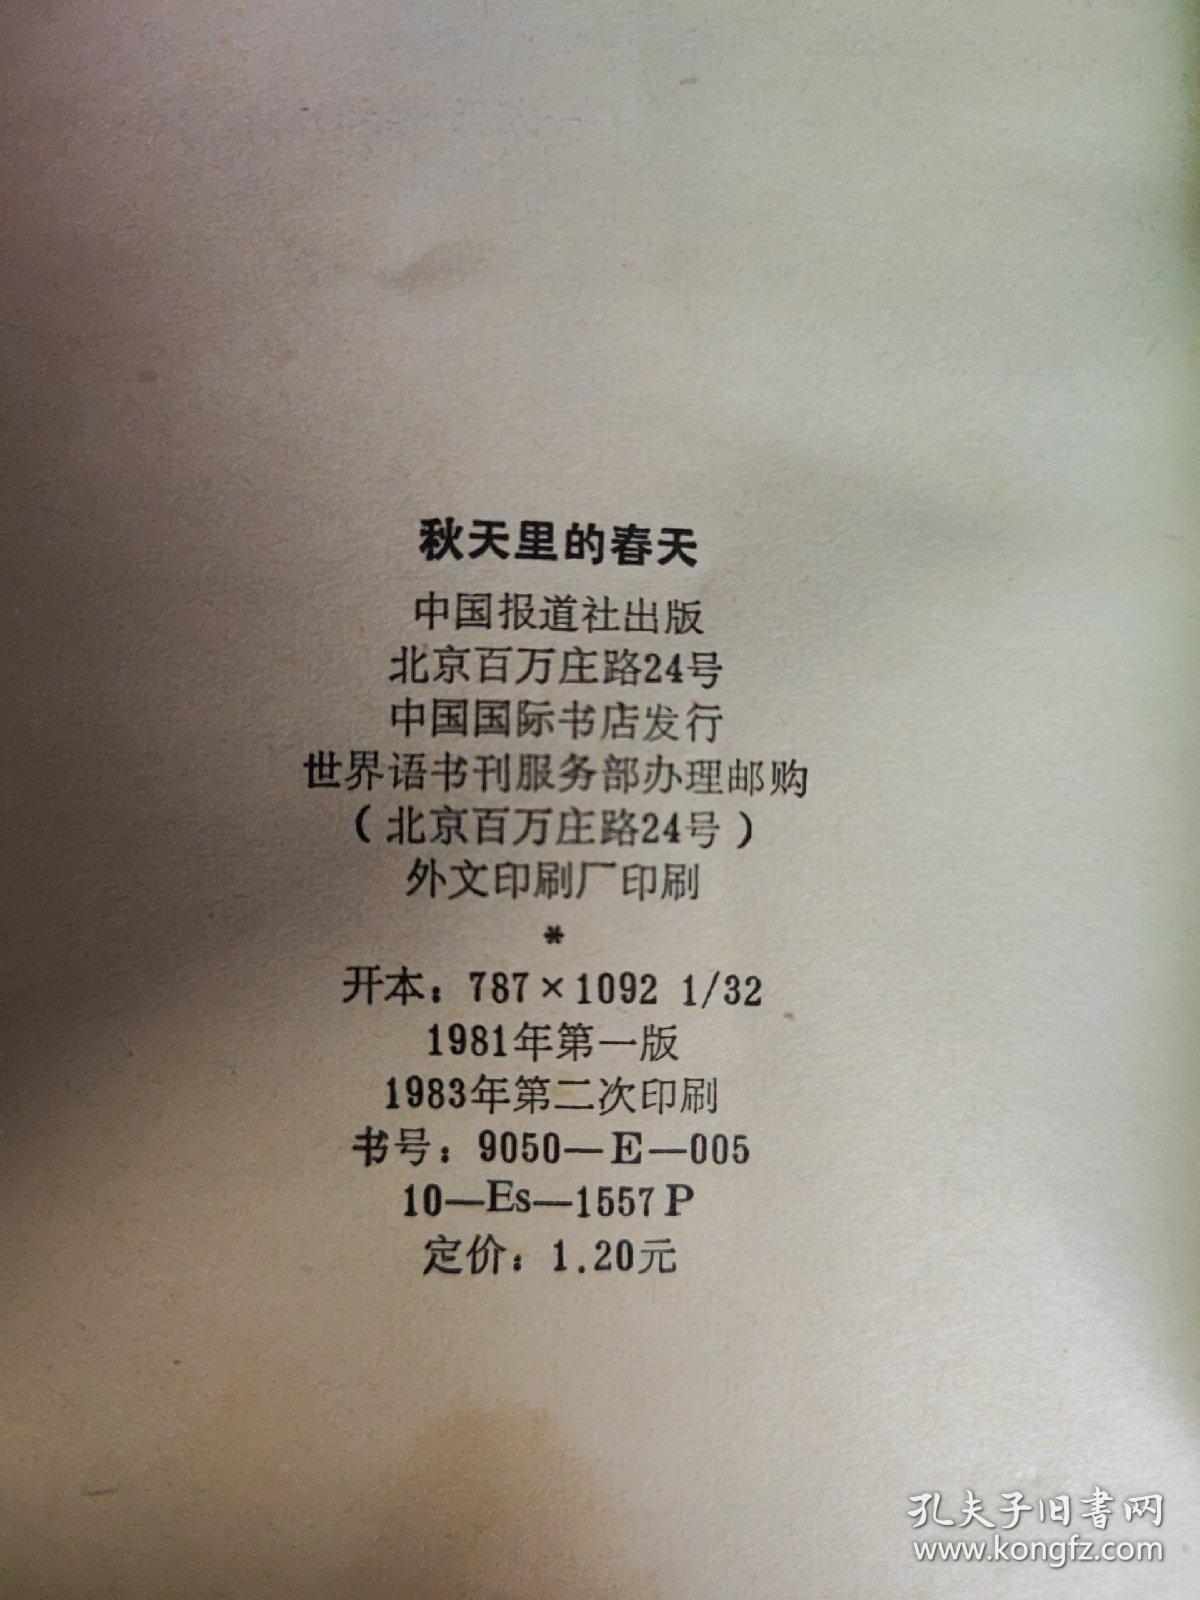 秋天里的春天
中国报道社出版
北京百万庄路24号
中国国际书店发行
世界语书刊服务部办理邮购
（北京百万庄路24号）
外文印刷厂印刷
*
开本：787×1092 1/32
1981年第一版
1983年第二次印刷
书号：9050—E—005
10—Es—1557P
定价：1.20元
孔夫子旧書网
www.kongfz.com